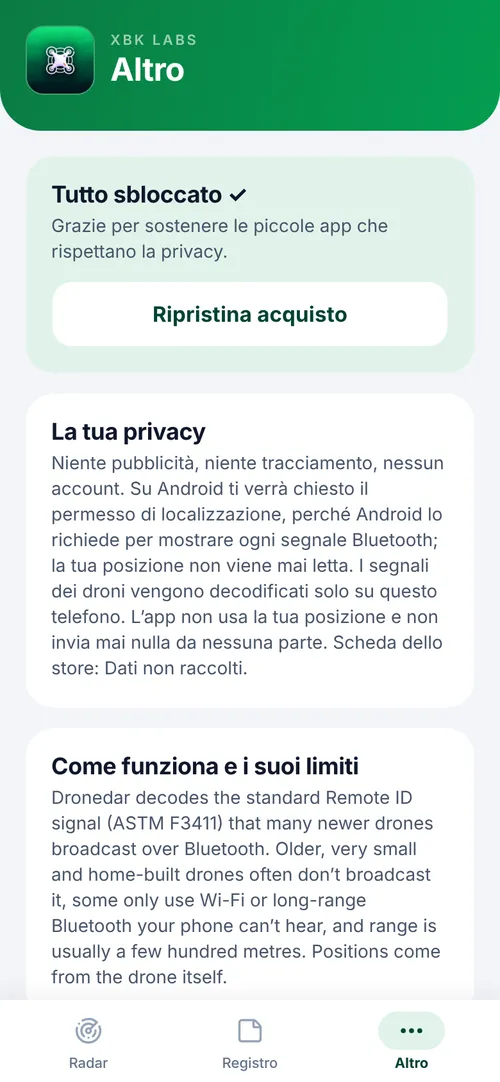 XBK LABS
Altro
Tutto sbloccato ✓
Grazie per sostenere le piccole app che
rispettano la privacy.
Ripristina acquisto
La tua privacy
Niente pubblicità, niente tracciamento, nessun
account. Su Android ti verrà chiesto il
permesso di localizzazione, perché Android lo
richiede per mostrare ogni segnale Bluetooth;
la tua posizione non viene mai letta. I segnali
dei droni vengono decodificati solo su questo
telefono. L’app non usa la tua posizione e non
invia mai nulla da nessuna parte. Scheda dello
store: Dati non raccolti.
Come funziona e i suoi limiti
Dronedar decodes the standard Remote ID
signal (ASTM F3411) that many newer drones
broadcast over Bluetooth. Older, very small
and home-built drones often don’t broadcast
it, some only use Wi-Fi or long-range
Bluetooth your phone can’t hear, and range is
usually a few hundred metres. Positions come
from the drone itself.
Radar
Registro
Altro